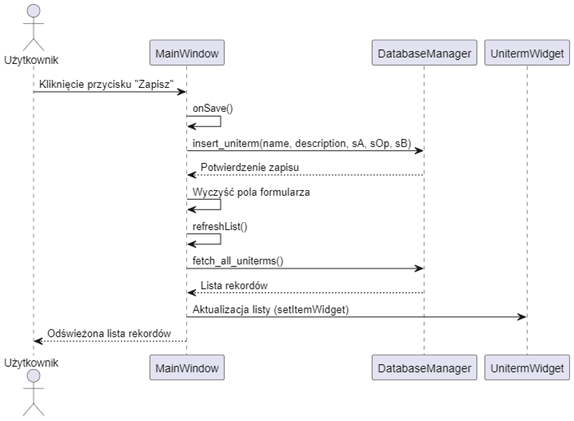 Użytkownik
MainWindow
DatabaseManager
UnitermWidget
Kliknięcie przycisku "Zapisz"
onSave()
insert_uniterm(name, description, sA, sOp, sB)
Potwierdzenie zapisu
Wyczyść pola formularza
refreshList()
fetch_all_uniterms()
Lista rekordów
Aktualizacja listy (setItemWidget)
Odświeżona lista rekordów
Użytkownik
MainWindow
DatabaseManager
UnitermWidget